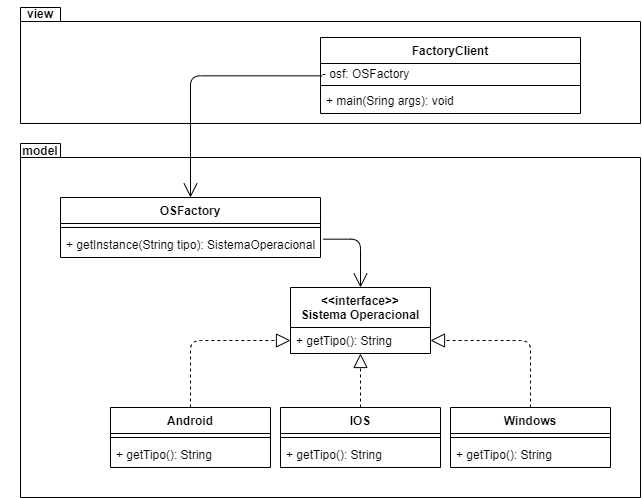 view
FactoryClient
- osf: OSFactory
+ main(Sring args): void
model
OSFactory
+ getInstance(String tipo): SistemaOperacional
<<interface>>
Sistema Operacional
+ getTipo(): String
Android
+ getTipo(): String
IOS
+ getTipo(): String
Windows
+ getTipo(): String